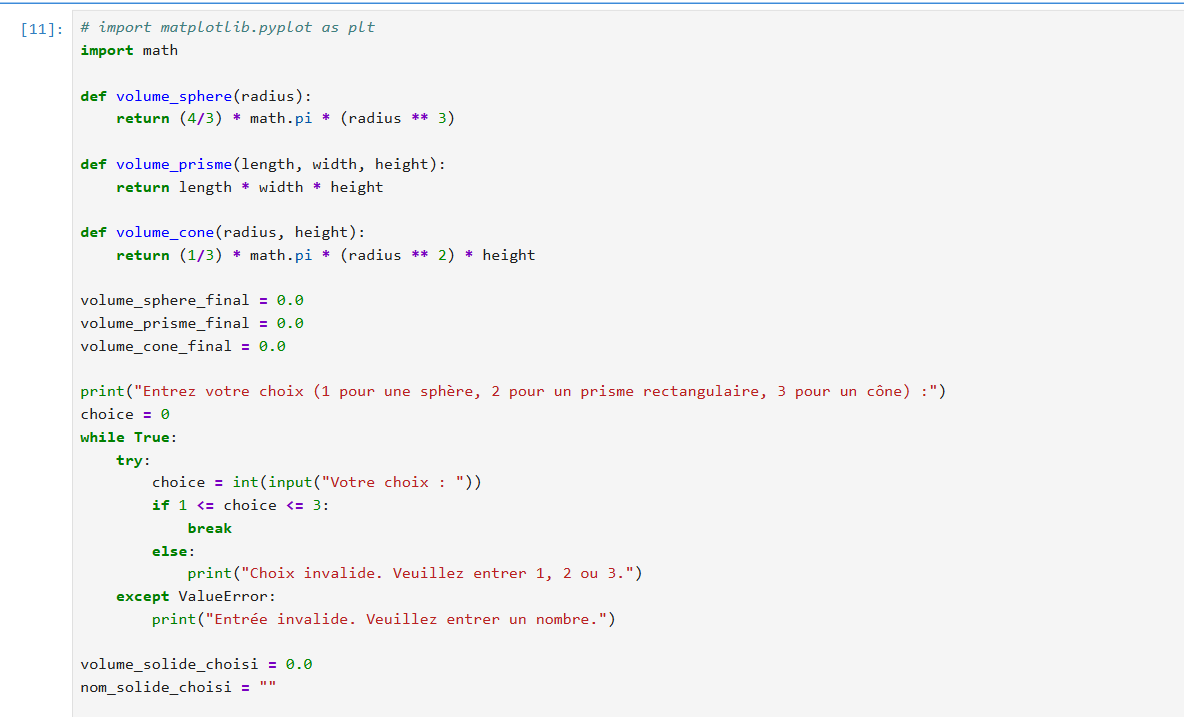 [11]: # import matplotlib.pyplot as plt
import math

def volume_sphere(radius):
    return (4/3) * math.pi * (radius ** 3)

def volume_prisme(length, width, height):
    return length * width * height

def volume_cone(radius, height):
    return (1/3) * math.pi * (radius ** 2) * height

volume_sphere_final = 0.0
volume_prisme_final = 0.0
volume_cone_final = 0.0

print("Entrez votre choix (1 pour une sphère, 2 pour un prisme rectangulaire, 3 pour un cône) :")
choice = 0
while True:
    try:
        choice = int(input("Votre choix : "))
        if 1 <= choice <= 3:
            break
        else:
            print("Choix invalide. Veuillez entrer 1, 2 ou 3.")
    except ValueError:
        print("Entrée invalide. Veuillez entrer un nombre.")

volume_solide_choisi = 0.0
nom_solide_choisi = ""